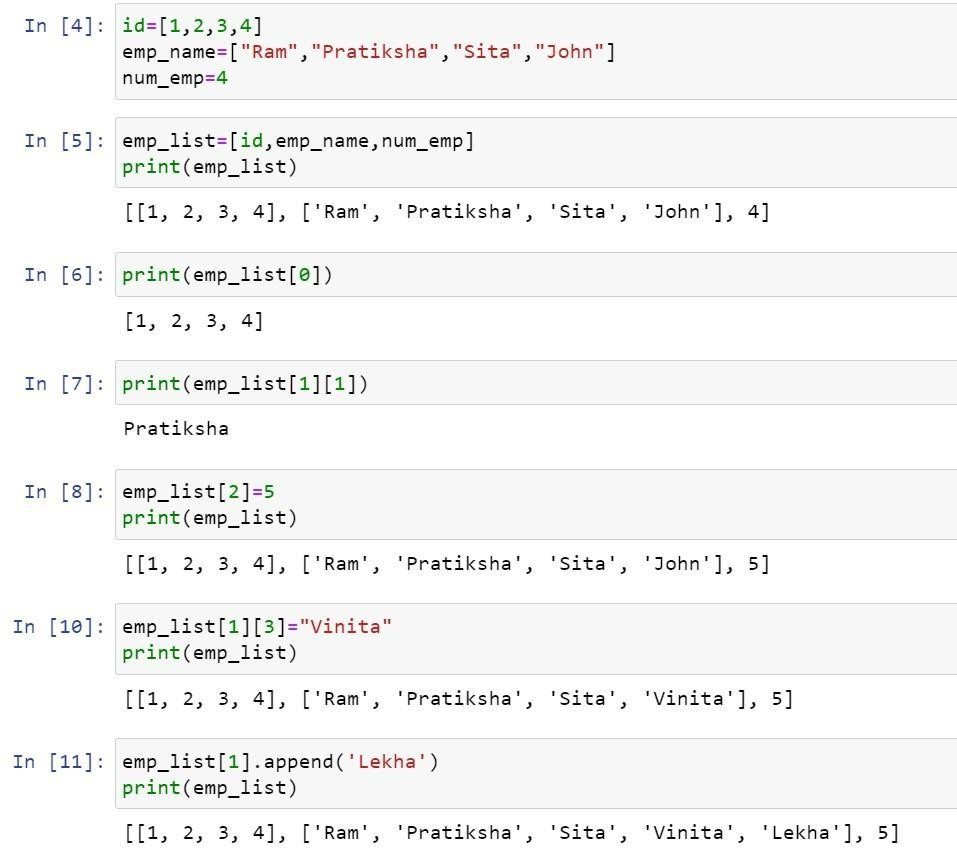 In [4]: id=[1,2,3,4]
emp_name=["Ram","Pratiksha","Sita","John"]
num_emp=4
In [5]: emp_list=[id,emp_name,num_emp]
print(emp_list)
[[1, 2, 3, 4], ['Ram', 'Pratiksha', 'Sita', 'John'], 4]
In [6]: print(emp_list[0])
[1, 2, 3, 4]
In [7]: print(emp_list[1][1])
Pratiksha
In [8]: emp_list[2]=5
print(emp_list)
[[1, 2, 3, 4], ['Ram', 'Pratiksha', 'Sita', 'John'], 5]
In [10]: emp_list[1][3]="Vinita"
print(emp_list)
[[1, 2, 3, 4], ['Ram', 'Pratiksha', 'Sita', 'Vinita'], 5]
In [11]: emp_list[1].append('Lekha')
print(emp_list)
[[1, 2, 3, 4], ['Ram', 'Pratiksha', 'Sita', 'Vinita', 'Lekha'], 5]